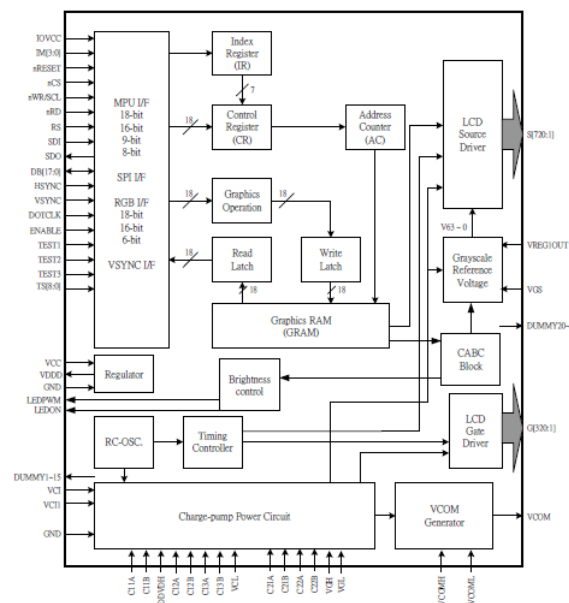 IOVCC
IM[3:0]
nRESET
nCS
nWR/SCL
nRD
RS
SDI
SDO
DB[17:0]
HSYNC
VSYNC
DOTCLK
ENABLE
TEST1
TEST2
TEST3
TS[8:0]
MPU I/F
18-bit
16-bit
9-bit
8-bit
SPI I/F
RGB I/F
18-bit
16-bit
6-bit
VSYNC I/F
Index
Register
(IR)
7
18
Control
Register
(CR)
Address
Counter
(AC)
18
Graphics
Operation
18
18
Read
Latch
Write
Latch
18
18
Graphics RAM
(GRAM)
LCD
Source
Driver
S[720:1]
V63 ~ 0
Grayscale
Reference
Voltage
VREG1OUT
VGS
DUMMY20~
CABC
Block
VCC
VDDD
GND
LEDPWM
LEDON
Regulator
Brightness
control
RC-OSC.
Timing
Controller
LCD
Gate
Driver
G[320:1]
DUMMY1~15
VCI
VCI1
GND
Charge-pump Power Circuit
VCOM
Generator
VCOM
C11A
C11B
DDVDH
C12A
C12B
C13A
C13B
VCL
C21A
C21B
C22A
C22B
VGH
VGL
VCOMH
VCOML